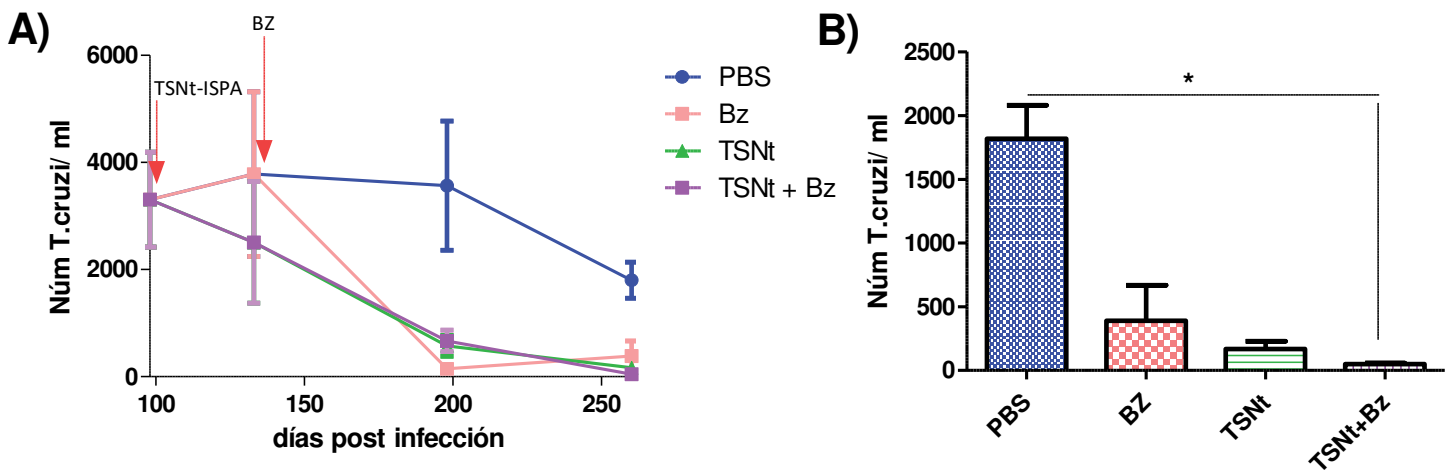 A)
BZ
TSNt-ISPA
6000
4000
2000
0
Núm T.cruzi/ ml
100
150
200
250
días post infección
PBS
Bz
TSNt
TSNt + Bz
B)
2500
2000
1500
1000
500
0
Núm T.cruzi/ ml
*
PBS
BZ
TSNt
TSNt+Bz